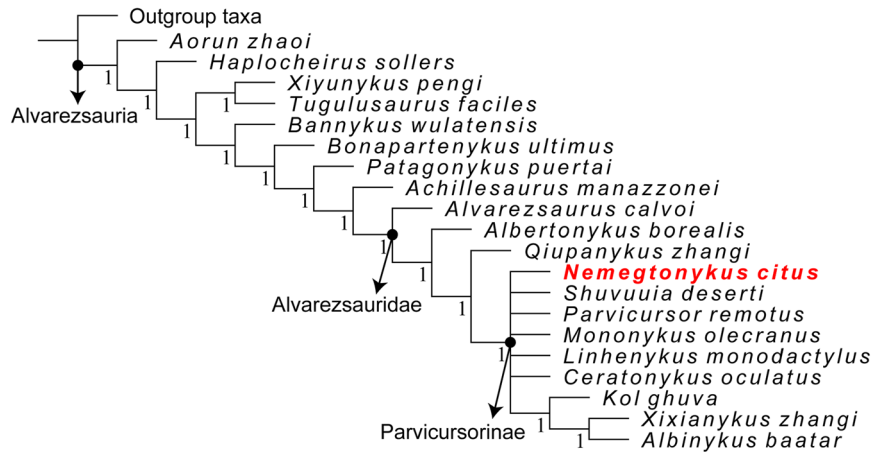 Outgroup taxa
Aorun zhaoi
Haplocheirus sollers
1
Xiyunykus pengi
1
1
Tugulusaurus faciles
Alvarezsauria
Bannykus wulatensis
1
1
Bonapartenykus ultimus
Patagonykus puertai
1
Achillesaurus manazzonei
1
Alvarezsaurus calvoi
1
Albertonykus borealis
1
Qiupanykus zhangi
Nemegtonykus citus
1
Shuvuuia deserti
Alvarezsauridae
1
Parvicursor remotus
Mononykus olecranus
1
Linhenykus monodactylus
Ceratonykus oculatus
Kol ghuva
Xixianykus zhangi
1
Parvicursorinae
1
Albinykus baatar